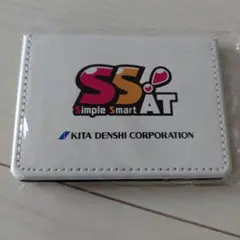 SS AT
Simple Smart
KITA DENSHI CORPORATION